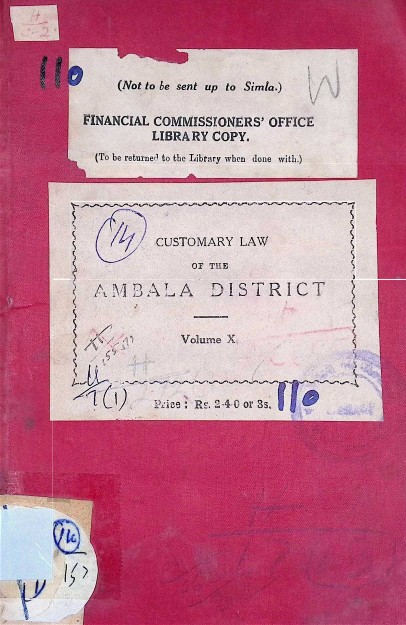 110
(Not to be sent up to Simla.)
FINANCIAL COMMISSIONERS' OFFICE
LIBRARY COPY.
(To be returned to the Library when done with.)
CUSTOMARY LAW
OF THE
AMBALA DISTRICT
Volume X.
Price : Rs. 2-4-0 or 3s.
110